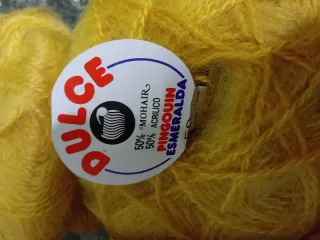 DULCE
50% MOHAIR
50% ACRILICO
PINGOUIN
ESMERALDA